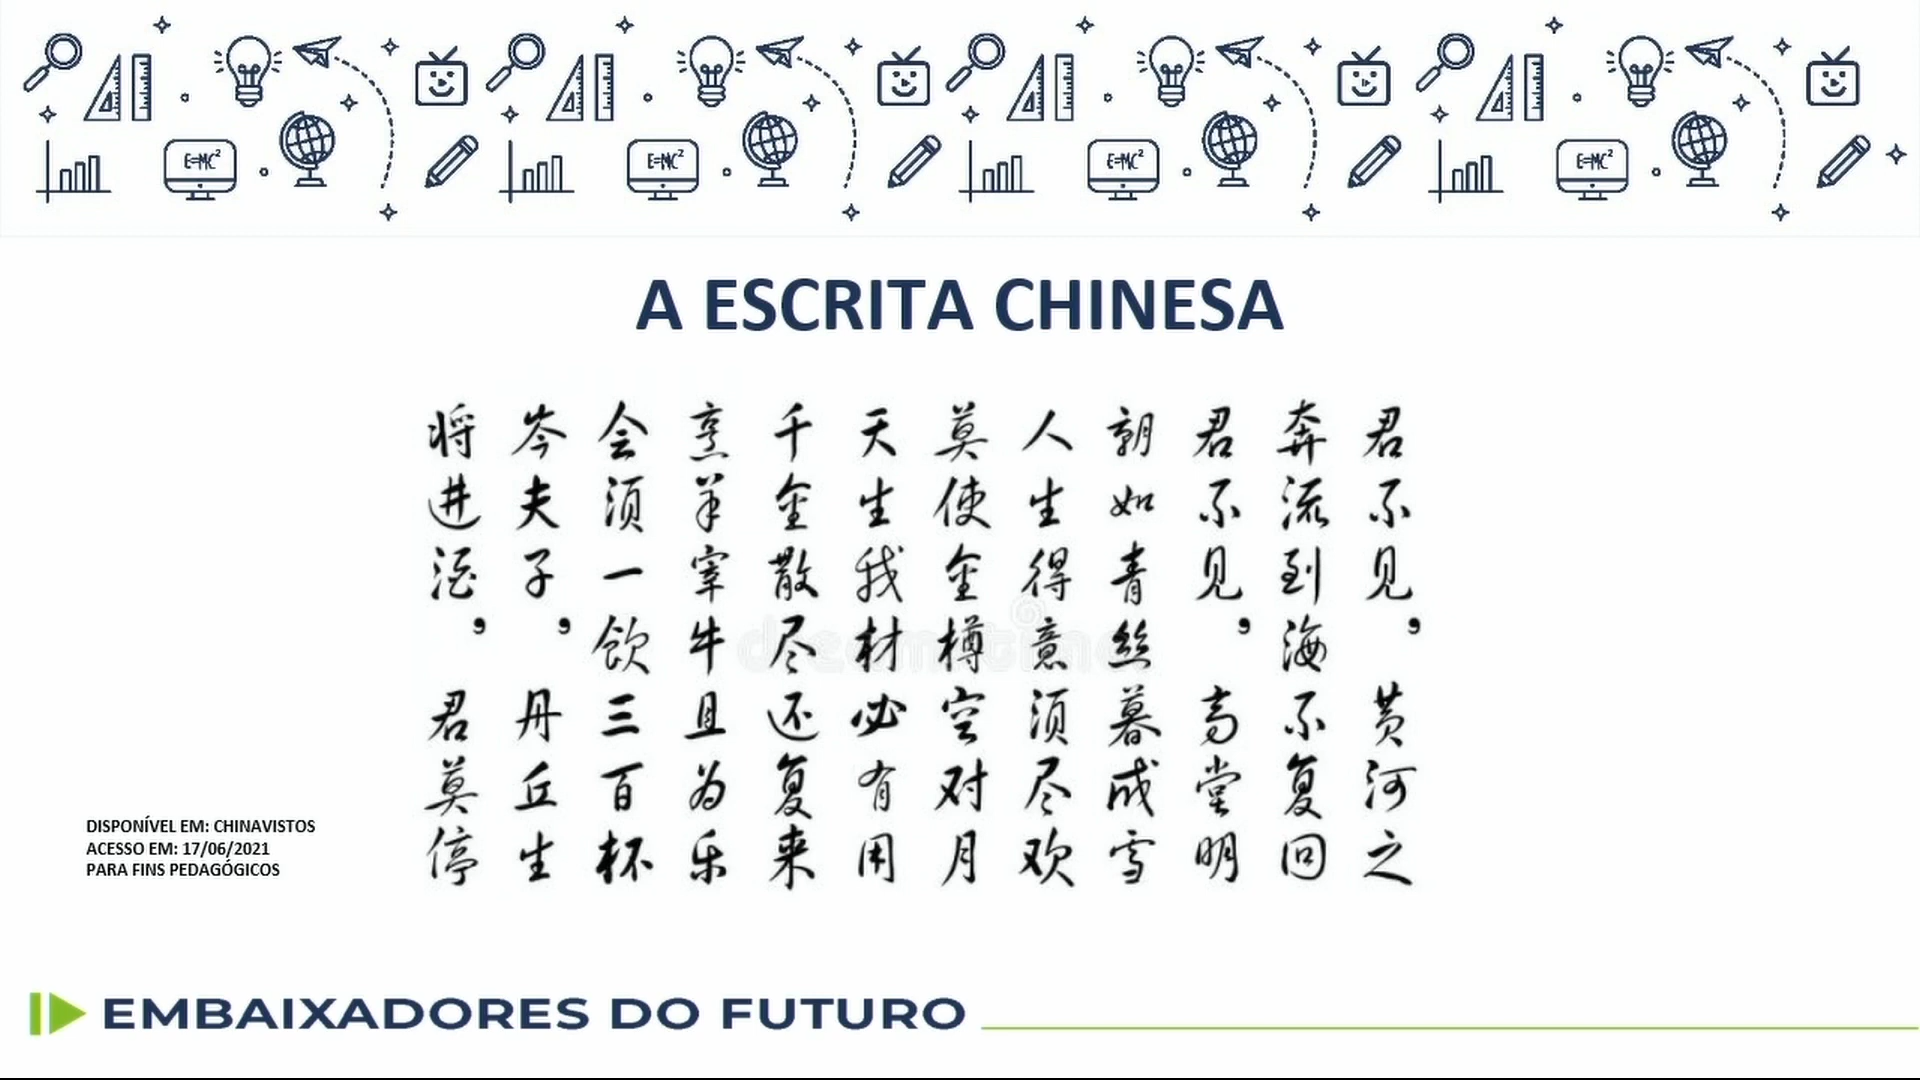 A ESCRITA CHINESA
君不见，黄河之
奔流到海不复回
君不见，高堂明
朝如青丝暮成雪
人生得意须尽欢
莫使金樽空对月
天生我材必有用
千金散尽还复来
烹羊宰牛且为乐
会须一饮三百杯
岑夫子，丹丘生
将进酒，君莫停
dreamstime
DISPONÍVEL EM: CHINAVISTOS
ACESSO EM: 17/06/2021
PARA FINS PEDAGÓGICOS
EMBAIXADORES DO FUTURO
E=MC²
E=MC²
E=MC²
E=MC²